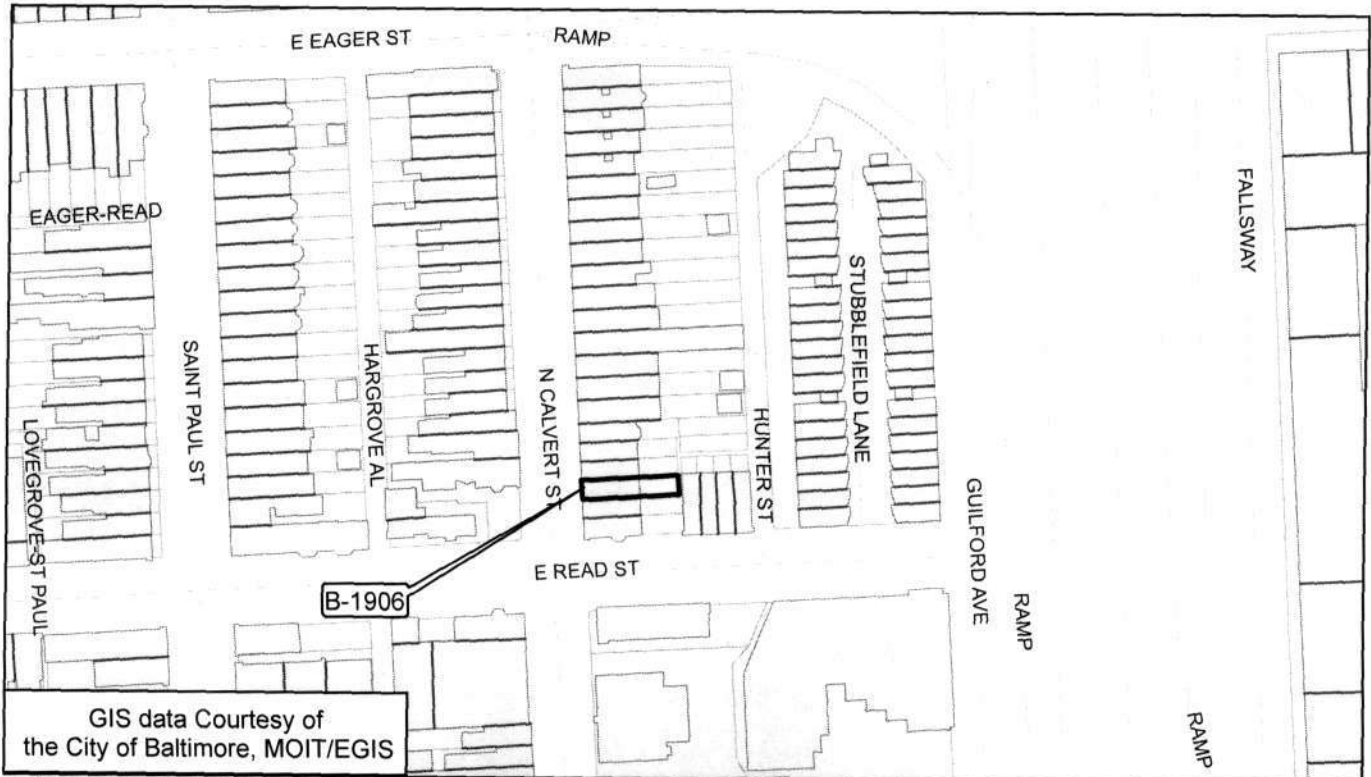 E EAGER ST
RAMP
EAGER-READ
FALLSWAY
STUBBLEFIELD LANE
SAINT PAUL ST
HARGROVE AL
N CALVERT ST
HUNTER ST
LOVEGROVE-ST PAUL
GUILFORD AVE
E READ ST
B-1906
RAMP
RAMP
GIS data Courtesy of
the City of Baltimore, MOIT/EGIS